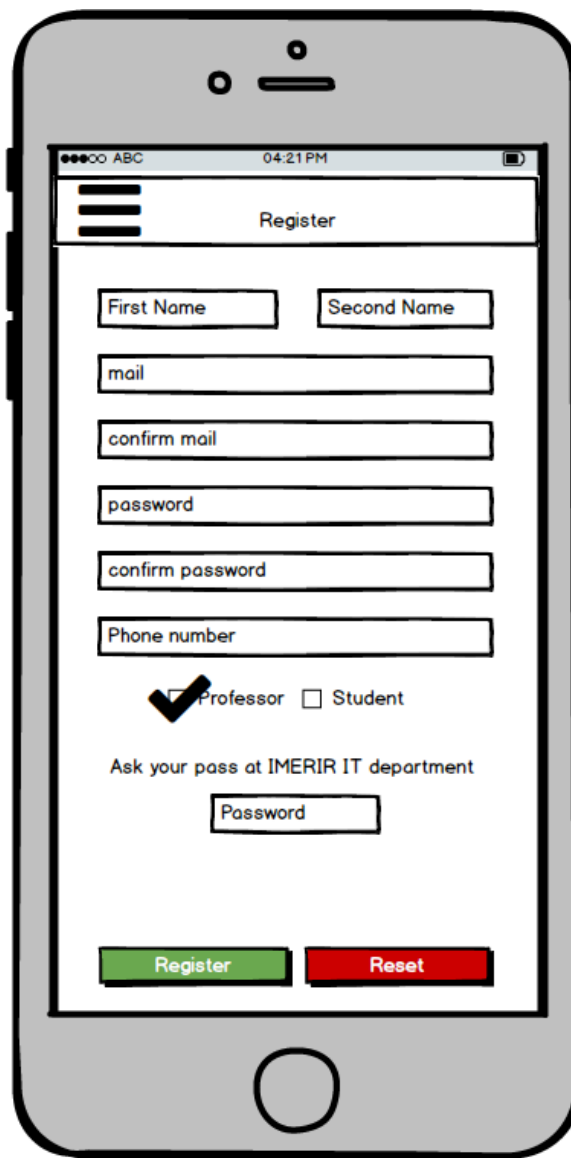 ABC 04:21 PM
Register
First Name Second Name
mail
confirm mail
password
confirm password
Phone number
Professor Student
Ask your pass at IMERIR IT department
Password
Register Reset